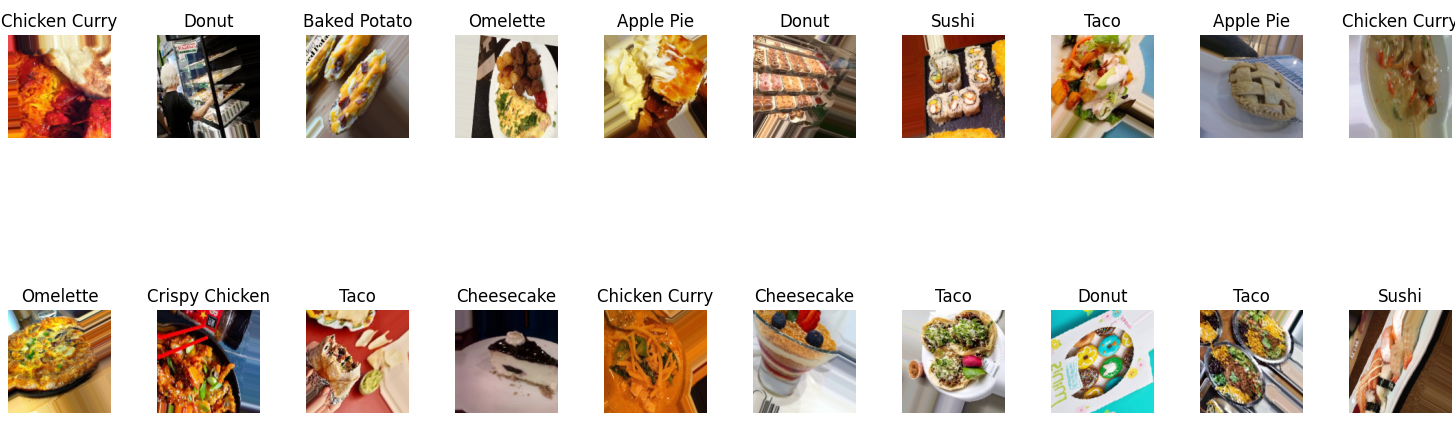 Chicken Curry
Donut
Baked Potato
Omelette
Apple Pie
Donut
Sushi
Taco
Apple Pie
Chicken Curry
Omelette
Crispy Chicken
Taco
Cheesecake
Chicken Curry
Cheesecake
Taco
Donut
Taco
Sushi